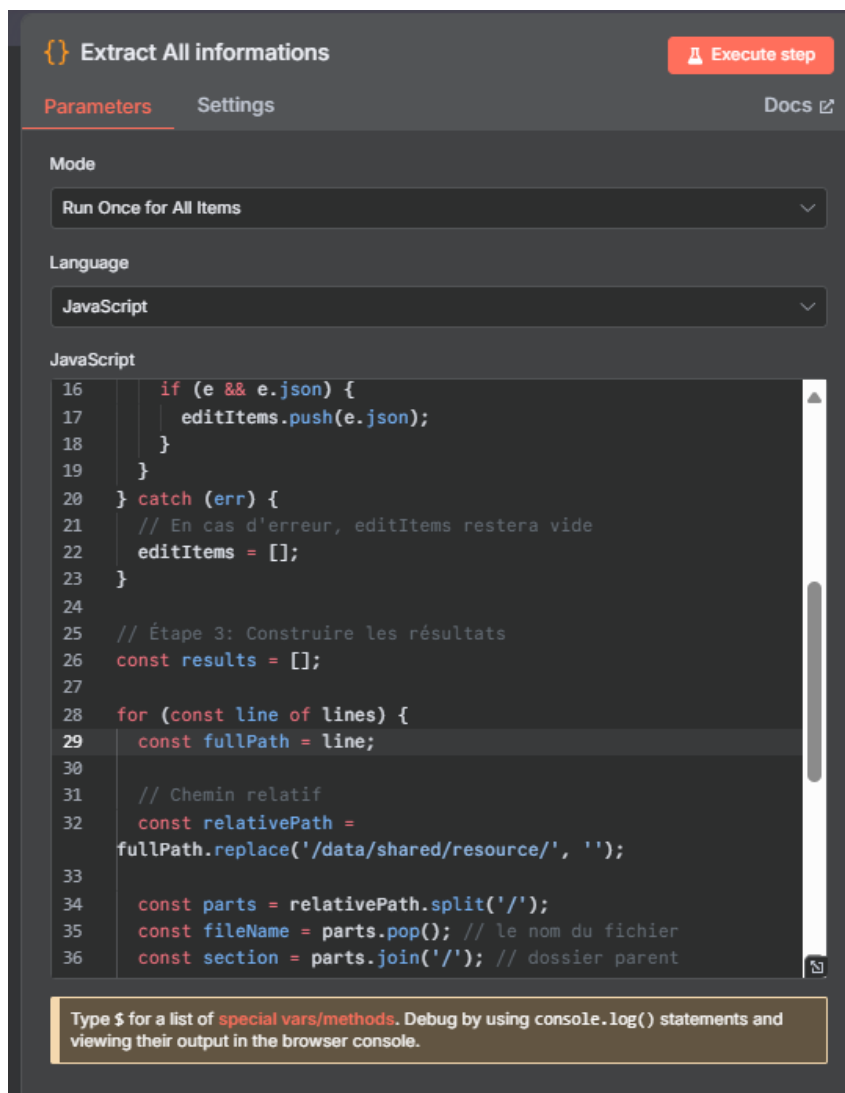 {} Extract All informations
Execute step
Parameters Settings Docs
Mode
Run Once for All Items
Language
JavaScript
JavaScript
16 if (e && e.json) {
17 editItems.push(e.json);
18 }
19 }
20 } catch (err) {
21 // En cas d'erreur, editItems restera vide
22 editItems = [];
23 }
24
25 // Étape 3: Construire les résultats
26 const results = [];
27
28 for (const line of lines) {
29 const fullPath = line;
30
31 // Chemin relatif
32 const relativePath =
fullPath.replace('/data/shared/resource/', '');
33
34 const parts = relativePath.split('/');
35 const fileName = parts.pop(); // le nom du fichier
36 const section = parts.join('/'); // dossier parent
Type $ for a list of special vars/methods. Debug by using console.log() statements and
viewing their output in the browser console.